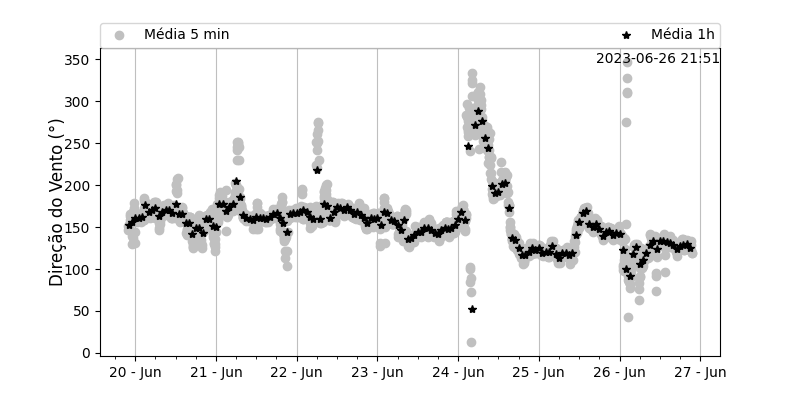 Média 5 min
Média 1h
2023-06-26 21:51
Direção do Vento (°)
350
300
250
200
150
100
50
0
20 - Jun
21 - Jun
22 - Jun
23 - Jun
24 - Jun
25 - Jun
26 - Jun
27 - Jun